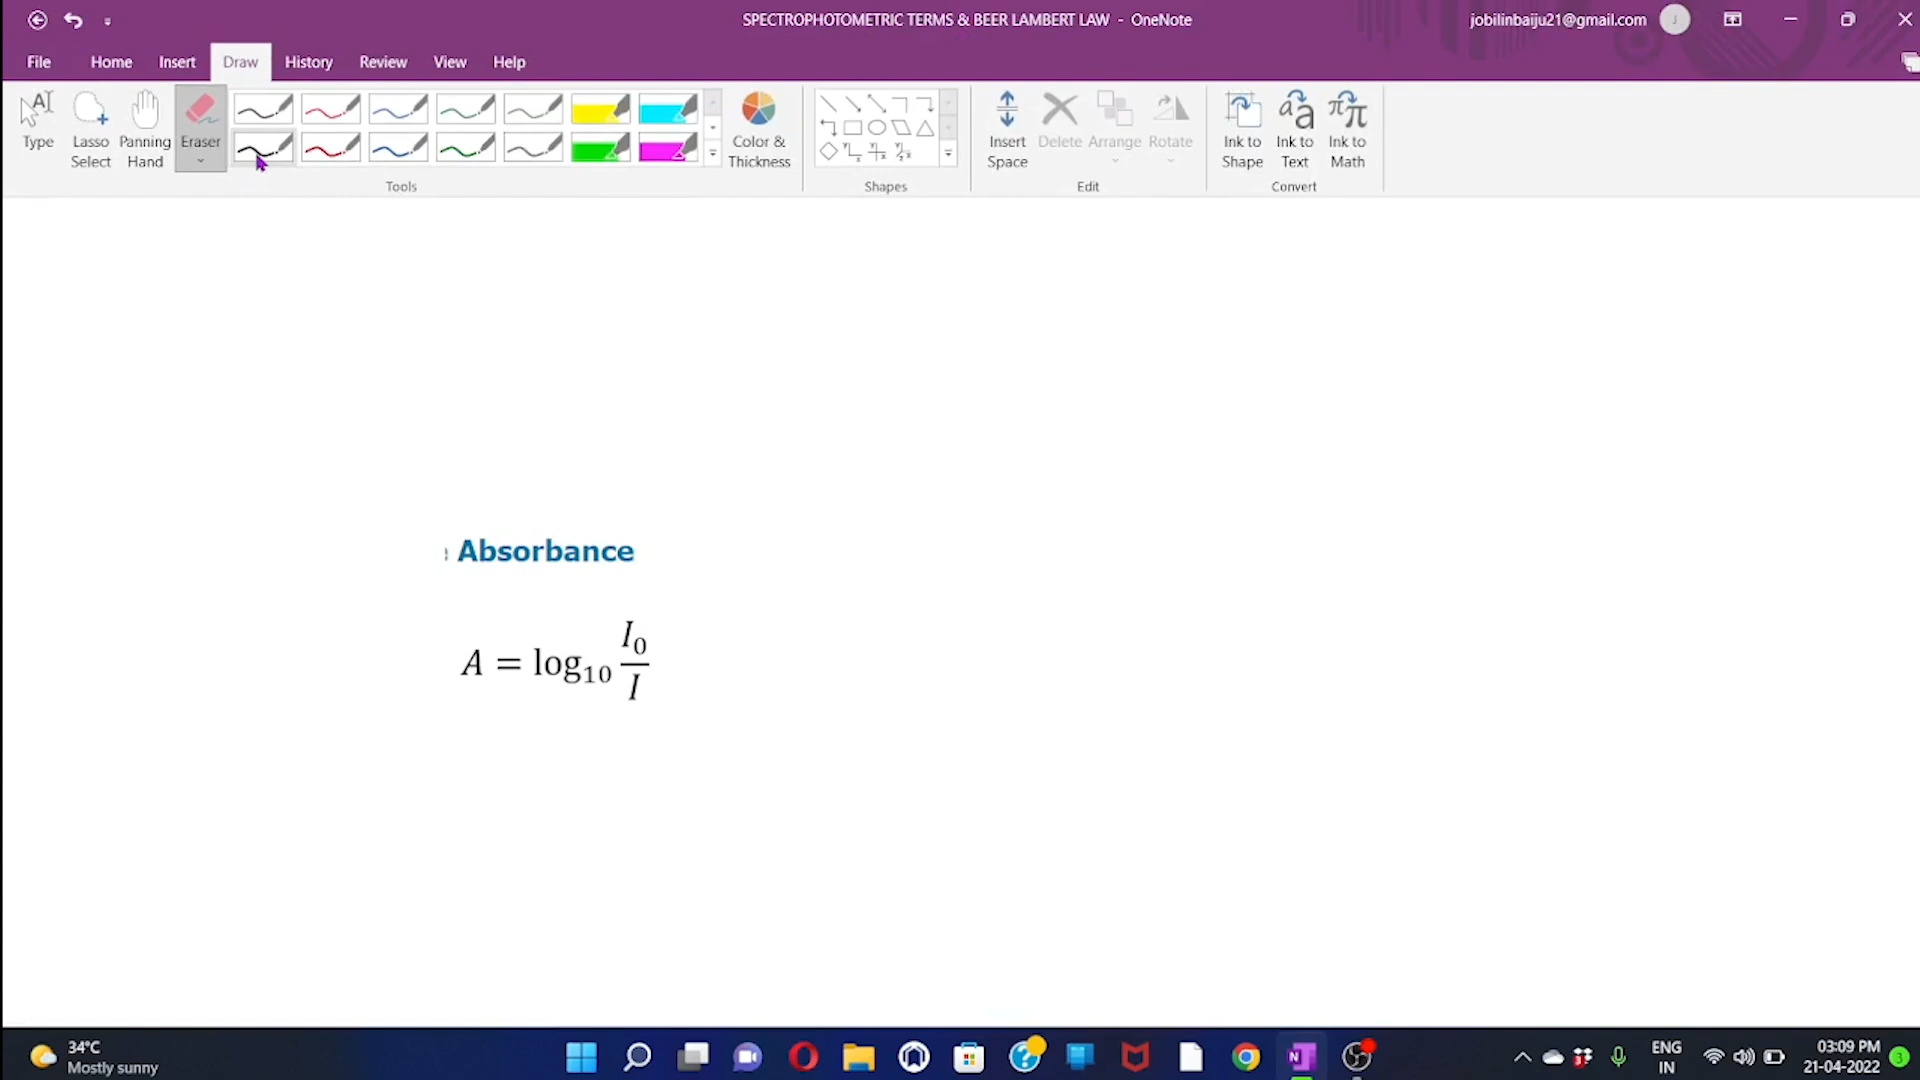 SPECTROPHOTOMETRIC TERMS & BEER LAMBERT LAW - OneNote
jobilinbaiju21@gmail.com
J
File Home Insert Draw History Review View Help
Type
Lasso Select
Panning Hand
Eraser
Color & Thickness
Insert Space
Delete
Arrange
Rotate
Ink to Shape
Ink to Text
Ink to Math
Tools
Shapes
Edit
Convert
Absorbance
A = log₁₀ I₀/I
34°C
Mostly sunny
ENG
IN
03:09 PM
21-04-2022
3